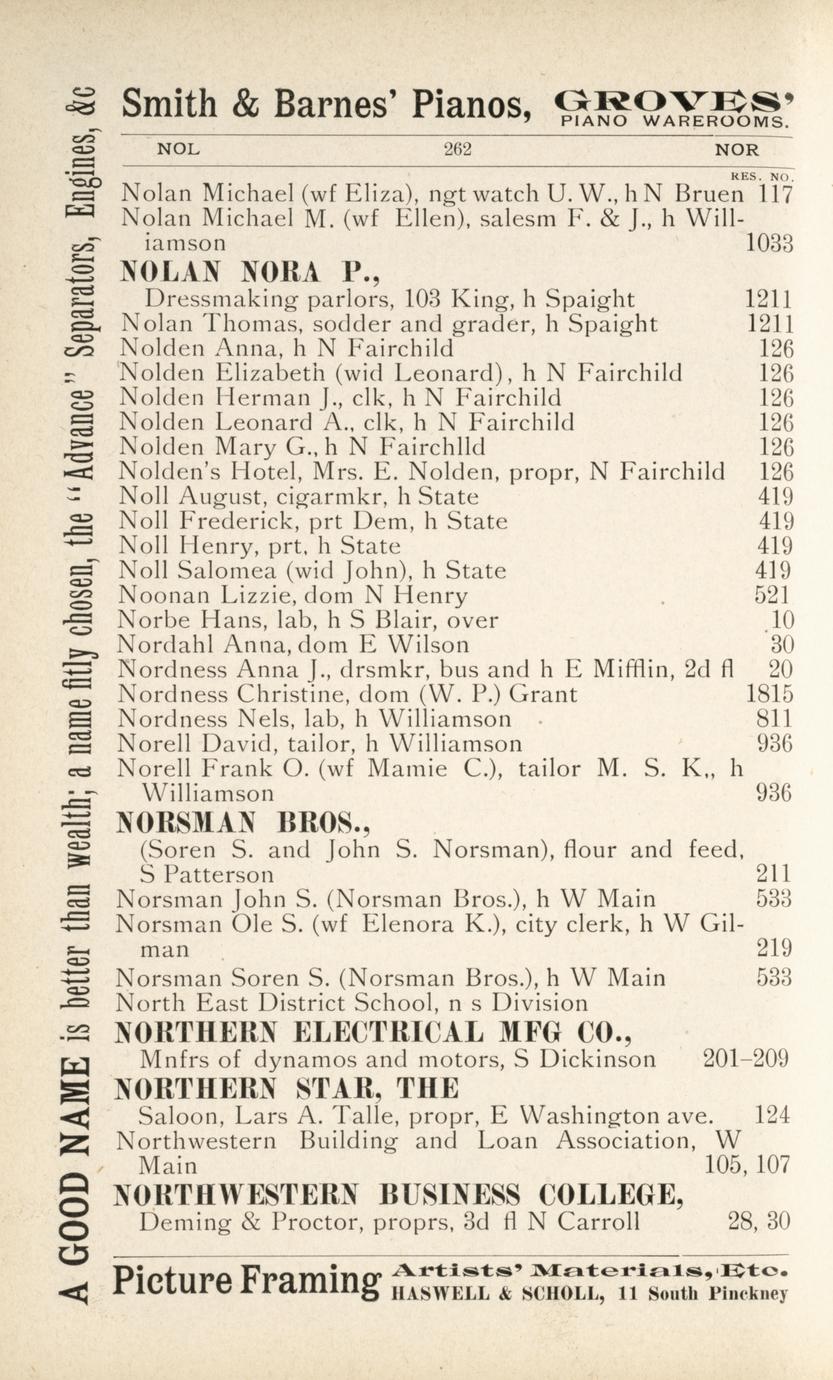 Smith & Barnes' Pianos, GROVES' PIANO WAREROOMS.
NOL 262 NOR
RES. NO.
Nolan Michael (wf Eliza), ngt watch U. W., h N Bruen 117
Nolan Michael M. (wf Ellen), salesm F. & J., h Will-
iamson 1033
NOLAN NORA P.,
Dressmaking parlors, 103 King, h Spaight 1211
Nolan Thomas, sodder and grader, h Spaight 1211
Nolden Anna, h N Fairchild 126
Nolden Elizabeth (wid Leonard), h N Fairchild 126
Nolden Herman J., clk, h N Fairchild 126
Nolden Leonard A., clk, h N Fairchild 126
Nolden Mary G., h N Fairchlld 126
Nolden's Hotel, Mrs. E. Nolden, propr, N Fairchild 126
Noll August, cigarmkr, h State 419
Noll Frederick, prt Dem, h State 419
Noll Henry, prt, h State 419
Noll Salomea (wid John), h State 419
Noonan Lizzie, dom N Henry 521
Norbe Hans, lab, h S Blair, over 10
Nordahl Anna, dom E Wilson 30
Nordness Anna J., drsmkr, bus and h E Mifflin, 2d fl 20
Nordness Christine, dom (W. P.) Grant 1815
Nordness Nels, lab, h Williamson 811
Norell David, tailor, h Williamson 936
Norell Frank O. (wf Mamie C.), tailor M. S. K,, h
Williamson 936
NORSMAN BROS.,
(Soren S. and John S. Norsman), flour and feed,
S Patterson 211
Norsman John S. (Norsman Bros.), h W Main 533
Norsman Ole S. (wf Elenora K.), city clerk, h W Gil-
man 219
Norsman Soren S. (Norsman Bros.), h W Main 533
North East District School, n s Division
NORTHERN ELECTRICAL MFG CO.,
Mnfrs of dynamos and motors, S Dickinson 201-209
NORTHERN STAR, THE
Saloon, Lars A. Talle, propr, E Washington ave. 124
Northwestern Building and Loan Association, W
Main 105, 107
NORTHWESTERN BUSINESS COLLEGE,
Deming & Proctor, proprs, 3d fl N Carroll 28, 30
Picture Framing Artists' Materials, Etc.
HASWELL & SCHOLL, 11 South Pinckney
A GOOD NAME is better than wealth; a name fitly chosen, the "Advance" Separators, Engines, &c